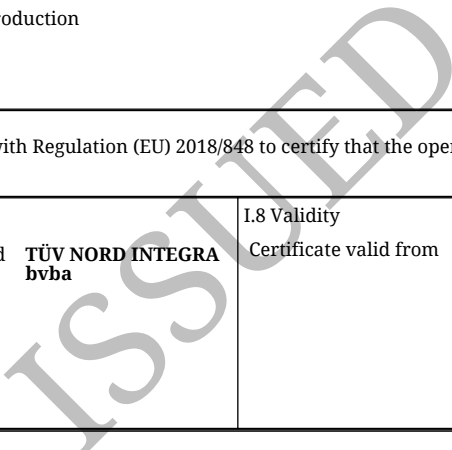 oduction
ith Regulation (EU) 2018/848 to certify that the oper
I.8 Validity
d TÜV NORD INTEGRA
bvba
Certificate valid from
ISSUED